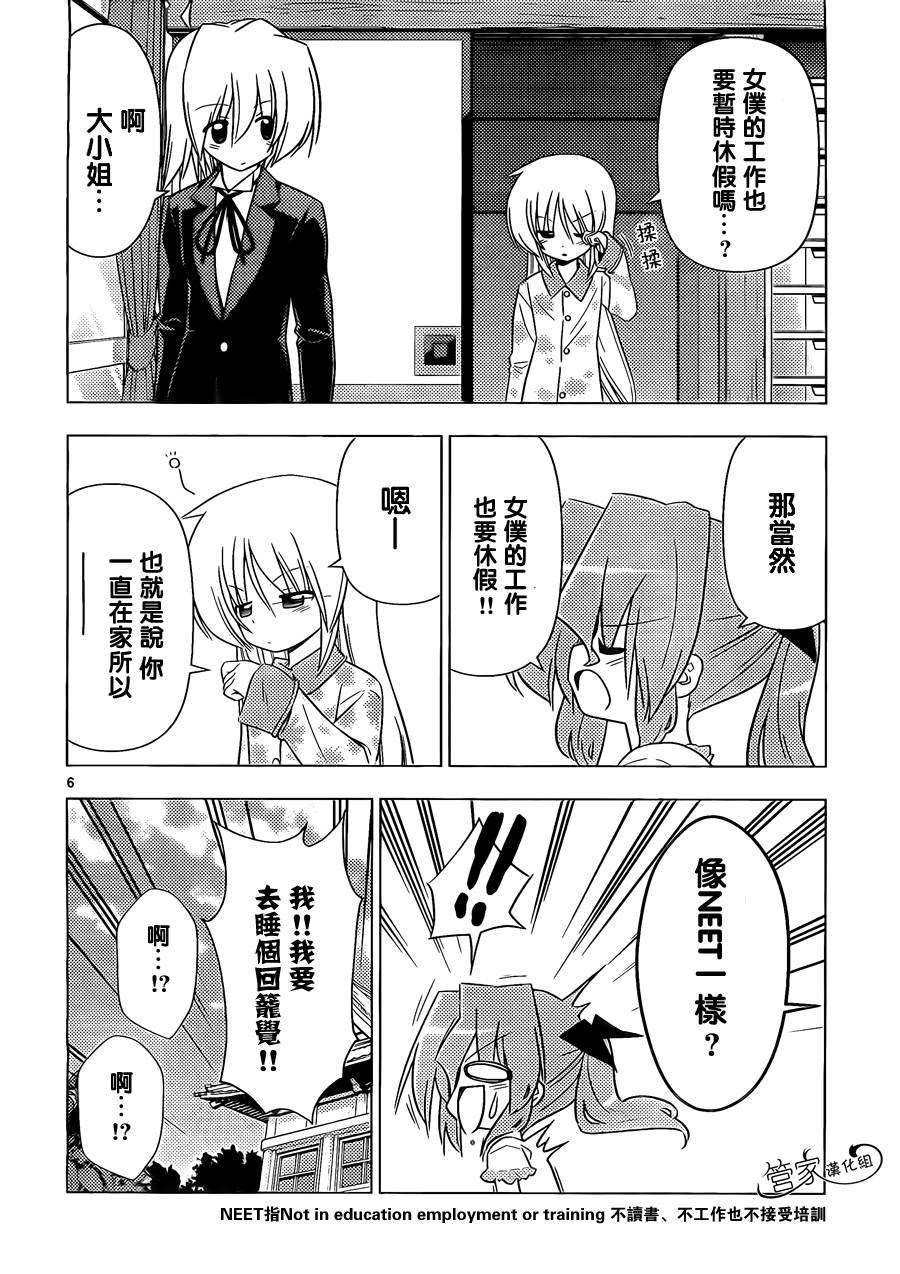 女僕的工作也
要暫時休假嗎…?
揉
揉
啊
大小姐…
那當然
女僕的工作
也要休假!!
嗯—
也就是說 你
一直在家所以
—
6
像NEET一樣?
!!
我!!我要
去睡個回籠覺!!
啊…!?
啊…!?
管家漢化組
NEET指Not in education employment or training 不讀書、不工作也不接受培訓